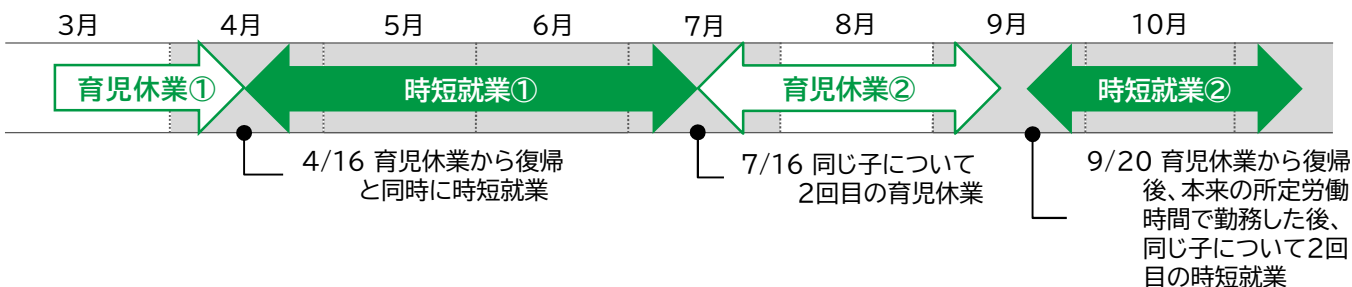 3月 4月 5月 6月 7月 8月 9月 10月
育児休業① 時短就業① 育児休業② 時短就業②
4/16 育児休業から復帰
と同時に時短就業
7/16 同じ子について
2回目の育児休業
9/20 育児休業から復帰
後、本来の所定労働
時間で勤務した後、
同じ子について2回
目の時短就業